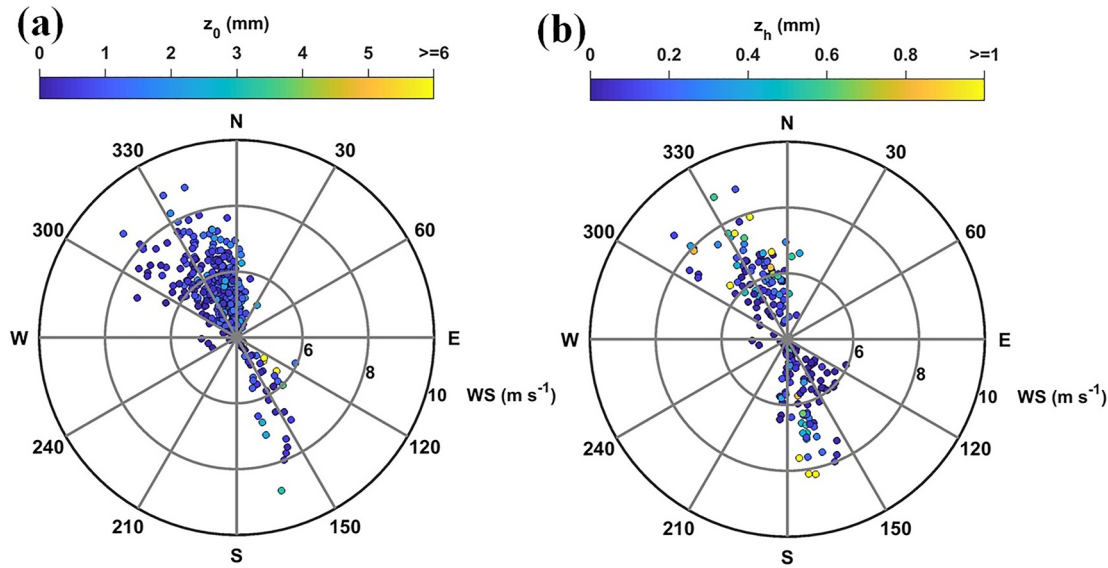 (a)
z0 (mm)
0 1 2 3 4 5 >=6
N
330 30
300 60
W E
6
8
10 WS (m s-1)
240 120
210 150
S
(b)
zh (mm)
0 0.2 0.4 0.6 0.8 >=1
N
330 30
300 60
W E
6
8
10 WS (m s-1)
240 120
210 150
S